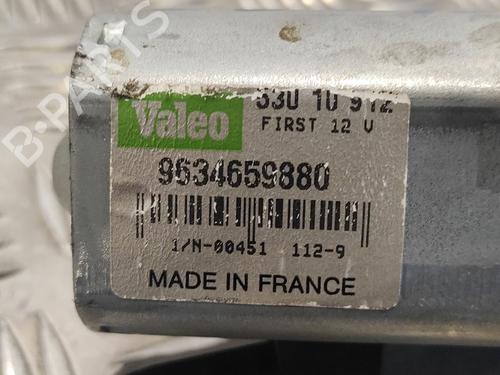 Valeo
530 10 912
FIRST 12 V
9634659880
1/N-00451 112-9
MADE IN FRANCE
B-PARTS